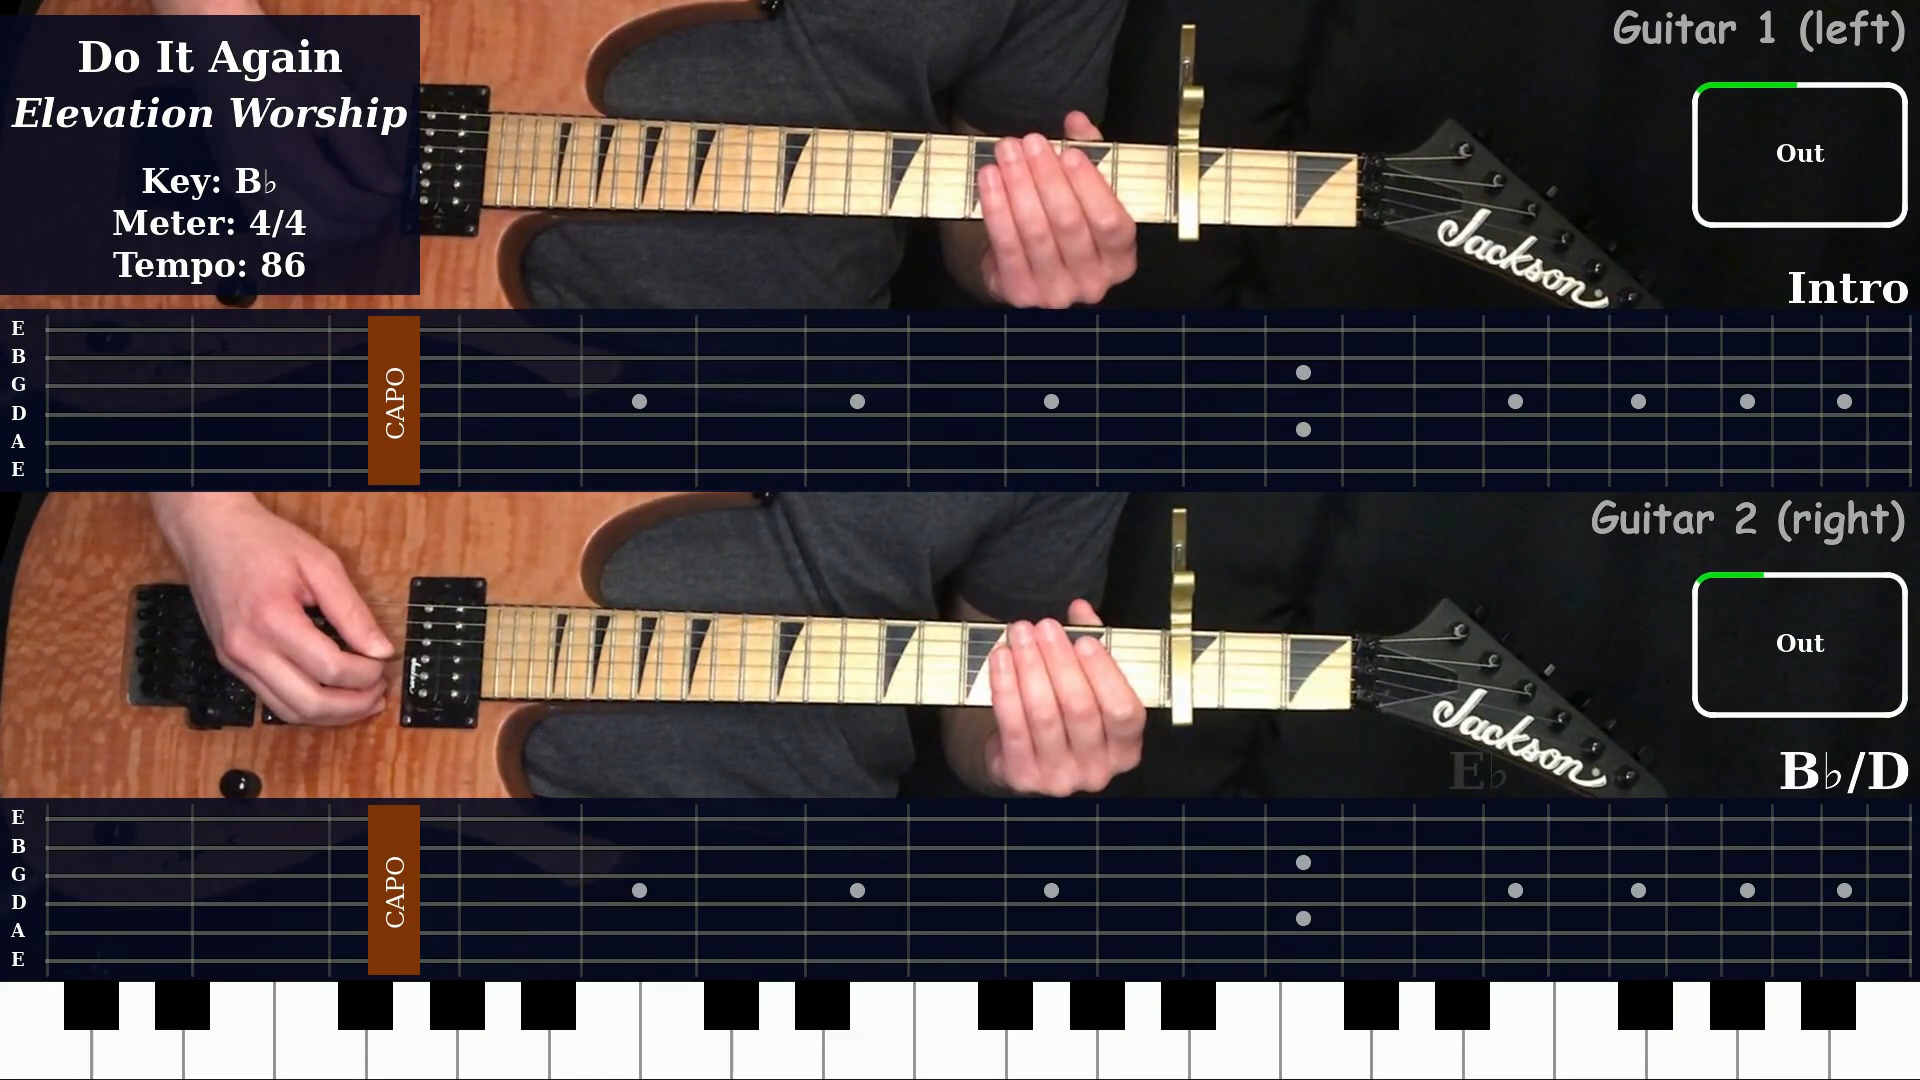 Do It Again
Elevation Worship
Key: B♭
Meter: 4/4
Tempo: 86
Guitar 1 (left)
Out
Jackson
Intro
E
B
G
D
A
E
CAPO
Guitar 2 (right)
Out
Jackson
E♭
B♭/D
E
B
G
D
A
E
CAPO